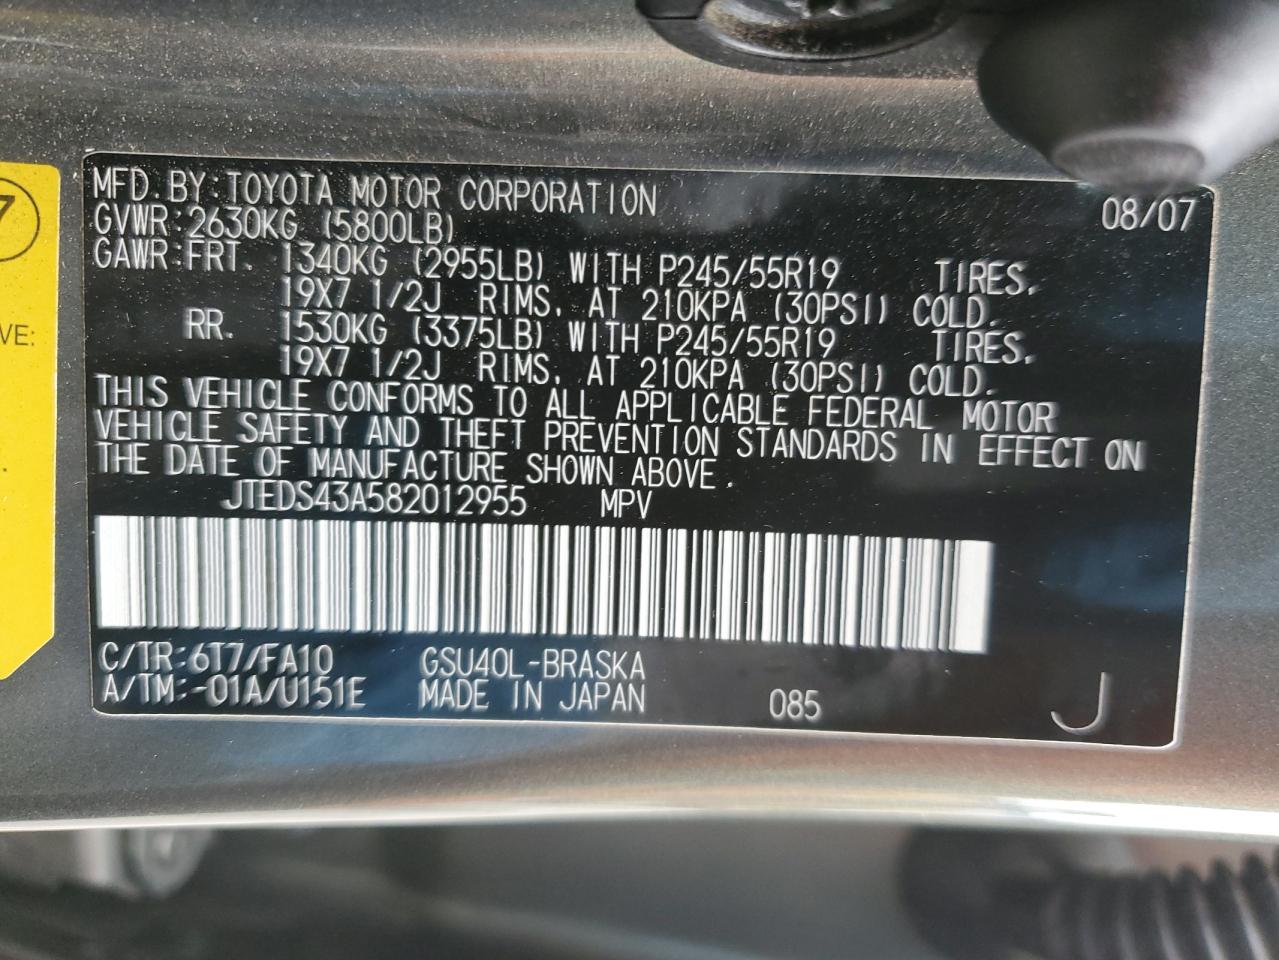 MFD. BY: TOYOTA MOTOR CORPORATION 08/07
GVWR: 2630KG (5800LB)
GAWR: FRT. 1340KG (2955LB) WITH P245/55R19 TIRES,
19X7 1/2J RIMS, AT 210KPA (30PSI) COLD.
RR. 1530KG (3375LB) WITH P245/55R19 TIRES,
19X7 1/2J RIMS, AT 210KPA (30PSI) COLD.
THIS VEHICLE CONFORMS TO ALL APPLICABLE FEDERAL MOTOR
VEHICLE SAFETY AND THEFT PREVENTION STANDARDS IN EFFECT ON
THE DATE OF MANUFACTURE SHOWN ABOVE.
JTEDS43A582012955 MPV
C/TR: 6T7/FA10 GSU40L-BRASKA
A/TM: -01A/U151E MADE IN JAPAN 085 J
7
VE: